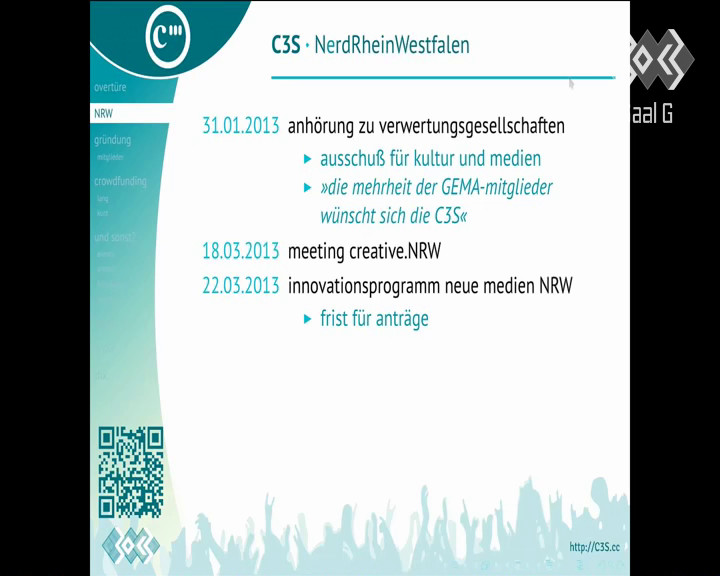 C3S · NerdRheinWestfalen
aal G
overtüre
NRW
gründung
mitglieder
crowdfunding
lang
kurz
und sonst?
31.01.2013 anhörung zu verwertungsgesellschaften
ausschuß für kultur und medien
»die mehrheit der GEMA-mitglieder
wünscht sich die C3S«
18.03.2013 meeting creative.NRW
22.03.2013 innovationsprogramm neue medien NRW
frist für anträge
http://C3S.cc